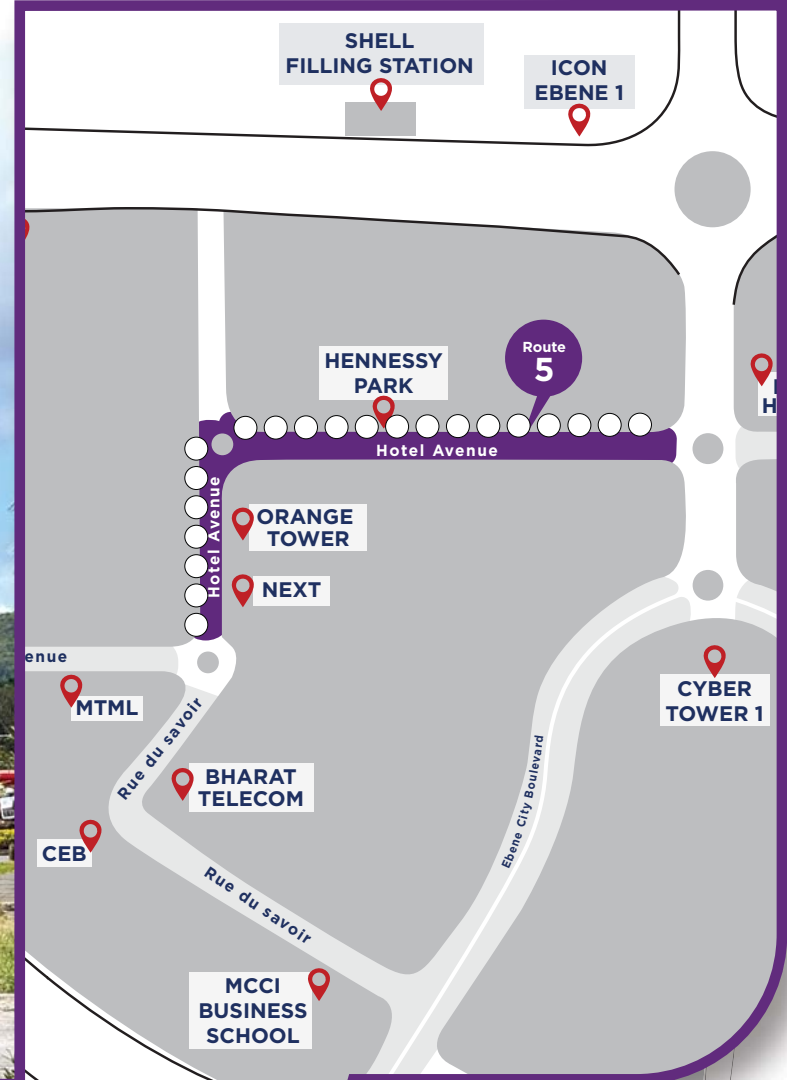 SHELL
FILLING STATION
ICON
EBENE 1
HENNESSY
PARK
Route
5
H
Hotel Avenue
Hotel Avenue
ORANGE
TOWER
NEXT
enue
MTML
CYBER
TOWER 1
Rue du savoir
BHARAT
TELECOM
Ebene City Boulevard
CEB
Rue du savoir
MCCI
BUSINESS
SCHOOL